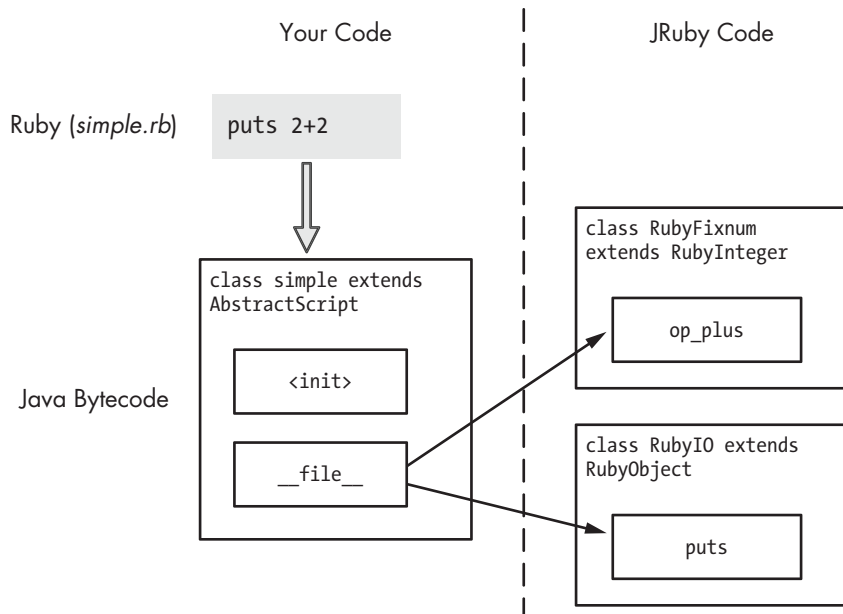 Your Code
JRuby Code
Ruby (simple.rb)
puts 2+2
class RubyFixnum
extends RubyInteger
op_plus
class simple extends
AbstractScript
<init>
Java Bytecode
__file__
class RubyIO extends
RubyObject
puts